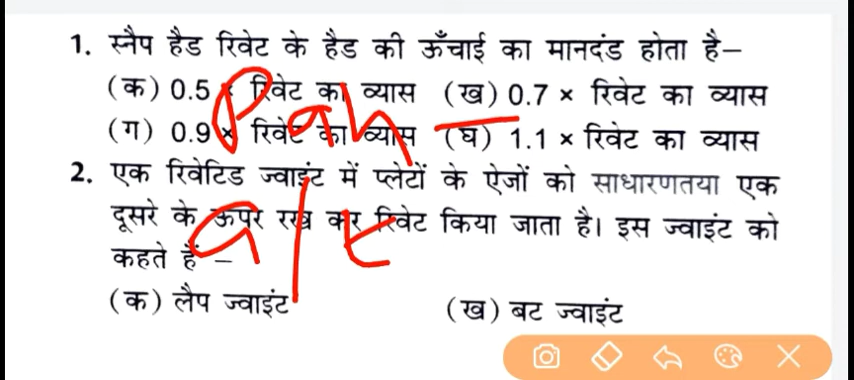 1. स्नैप हैड रिवेट के हैड की ऊँचाई का मानदंड होता है–
(क) 0.5 × रिवेट का व्यास (ख) 0.7 × रिवेट का व्यास
(ग) 0.9 × रिवेट का व्यास (घ) 1.1 × रिवेट का व्यास
2. एक रिवेटिड ज्वाइंट में प्लेटों के ऐजों को साधारणतया एक
दूसरे के ऊपर रख कर रिवेट किया जाता है। इस ज्वाइंट को
कहते हैं –
(क) लैप ज्वाइंट (ख) बट ज्वाइंट